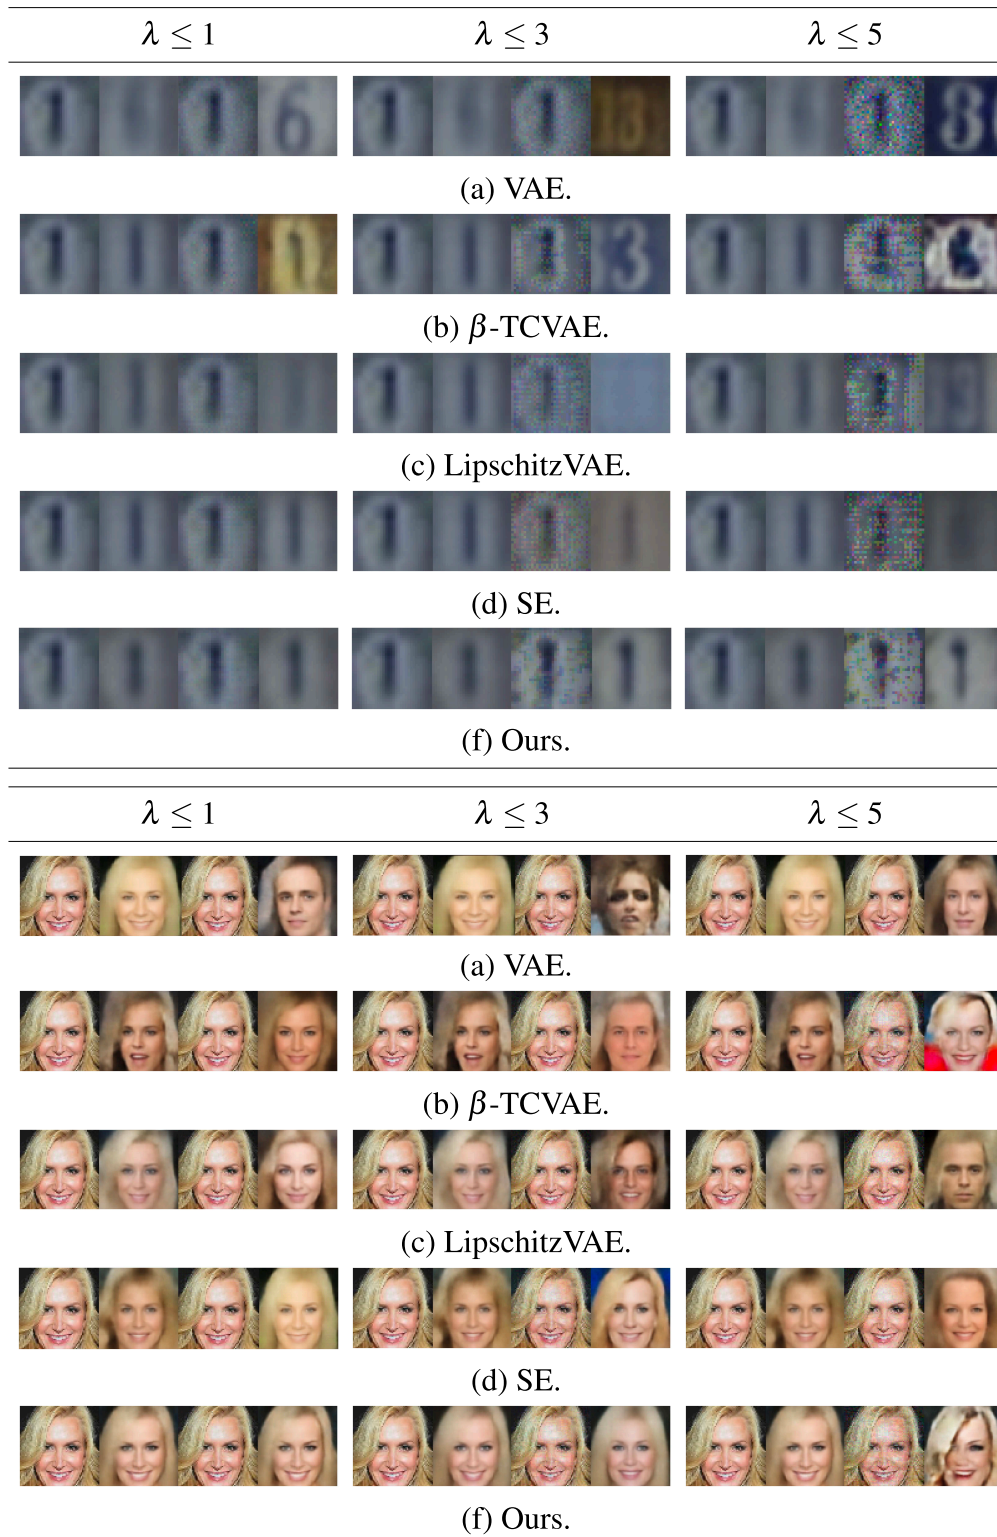 λ ≤ 1 λ ≤ 3 λ ≤ 5
(a) VAE.
(b) β-TCVAE.
(c) LipschitzVAE.
(d) SE.
(f) Ours.
λ ≤ 1 λ ≤ 3 λ ≤ 5
(a) VAE.
(b) β-TCVAE.
(c) LipschitzVAE.
(d) SE.
(f) Ours.